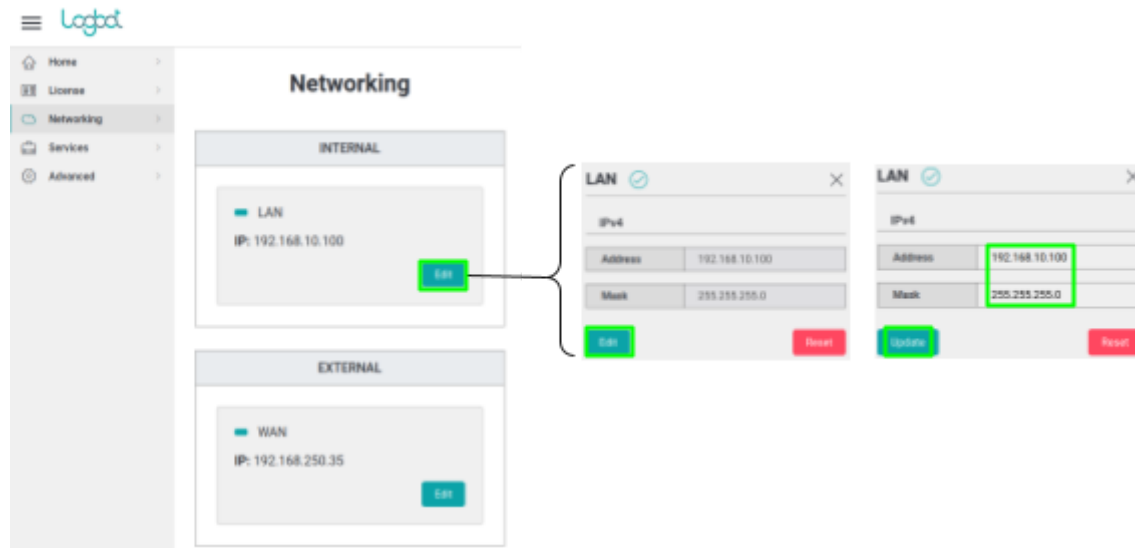 Logbot
Home
License
Networking
Services
Advanced
Networking
INTERNAL
LAN
IP: 192.168.10.100
Edit
EXTERNAL
WAN
IP: 192.168.250.35
Edit
LAN
IPv4
Address 192.168.10.100
Mask 255.255.255.0
Edit Reset
LAN
IPv4
Address 192.168.10.100
Mask 255.255.255.0
Update Reset